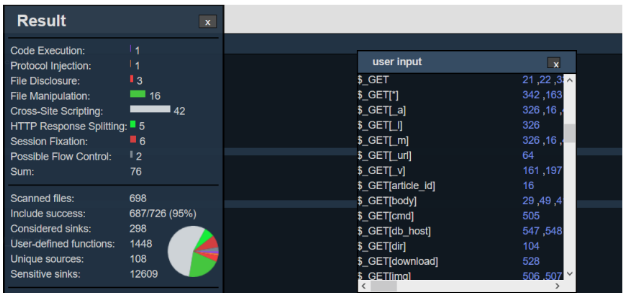 Result
x
Code Execution: 1
Protocol Injection: 1
File Disclosure: 3
File Manipulation: 16
Cross-Site Scripting: 42
HTTP Response Splitting: 5
Session Fixation: 6
Possible Flow Control: 2
Sum: 76
Scanned files: 698
Include success: 687/726 (95%)
Considered sinks: 298
User-defined functions: 1448
Unique sources: 108
Sensitive sinks: 12609
user input
x
$_GET 21 ,22 ,
$_GET[*] 342 ,163
$_GET[_a] 326 ,16 ,
$_GET[_l] 326
$_GET[_m] 326 ,16 ,
$_GET[_url] 64
$_GET[_v] 161 ,197
$_GET[article_id] 16
$_GET[body] 29 ,49 ,
$_GET[cmd] 505
$_GET[db_host] 547 ,548
$_GET[dir] 104
$_GET[download] 528
$_GET[img] 506 ,507